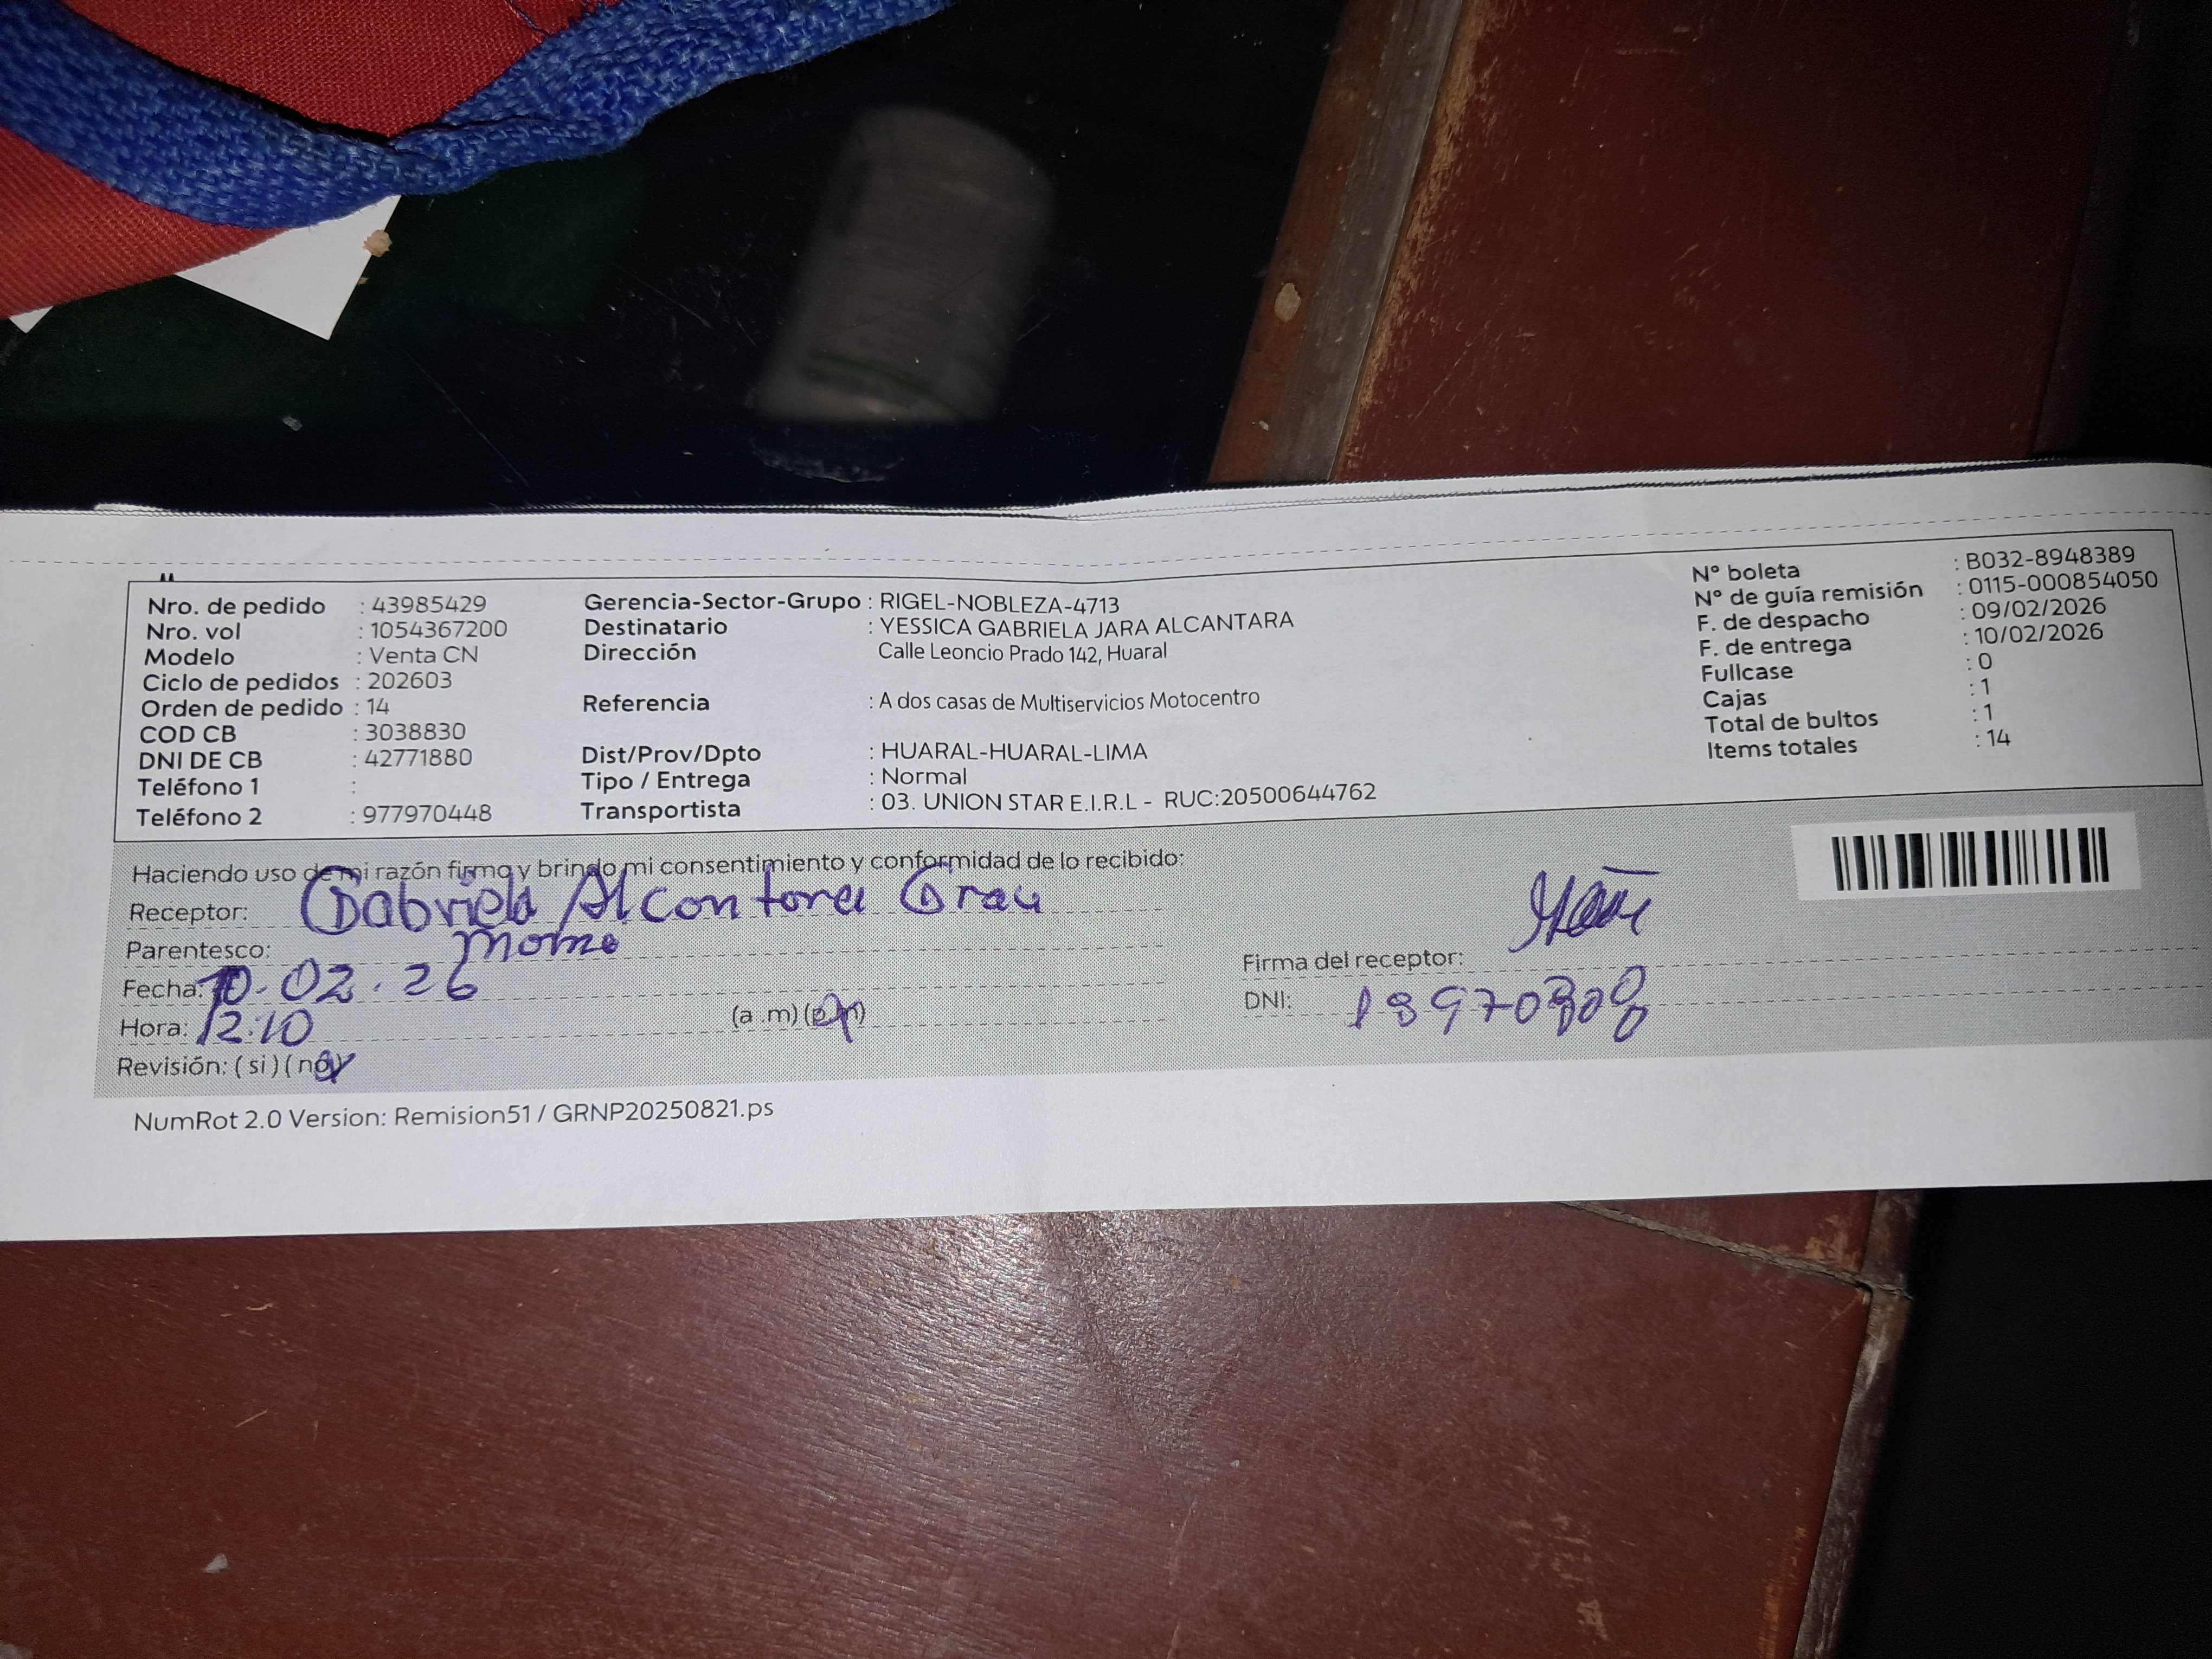 Nro. de pedido : 43985429
Nro. vol : 1054367200
Modelo : Venta CN
Ciclo de pedidos : 202603
Orden de pedido : 14
COD CB : 3038830
DNI DE CB : 42771880
Teléfono 1 :
Teléfono 2 : 977970448
Gerencia-Sector-Grupo : RIGEL-NOBLEZA-4713
Destinatario : YESSICA GABRIELA JARA ALCANTARA
Dirección Calle Leoncio Prado 142, Huaral
Referencia : A dos casas de Multiservicios Motocentro
Dist/Prov/Dpto : HUARAL-HUARAL-LIMA
Tipo / Entrega : Normal
Transportista : 03. UNION STAR E.I.R.L - RUC:20500644762
N° boleta : B032-8948389
N° de guía remisión : 0115-000854050
F. de despacho : 09/02/2026
F. de entrega : 10/02/2026
Fullcase : 0
Cajas : 1
Total de bultos : 1
Items totales : 14
Haciendo uso de mi razón firmo y brindo mi consentimiento y conformidad de lo recibido:
Receptor: Gabriela Alcantara Grau
Parentesco:
Fecha: 10.02.26
Hora: 12:10 (a .m) (p.m)
Revisión: ( si ) ( no )
Firma del receptor:
DNI:
NumRot 2.0 Version: Remision51 / GRNP20250821.ps